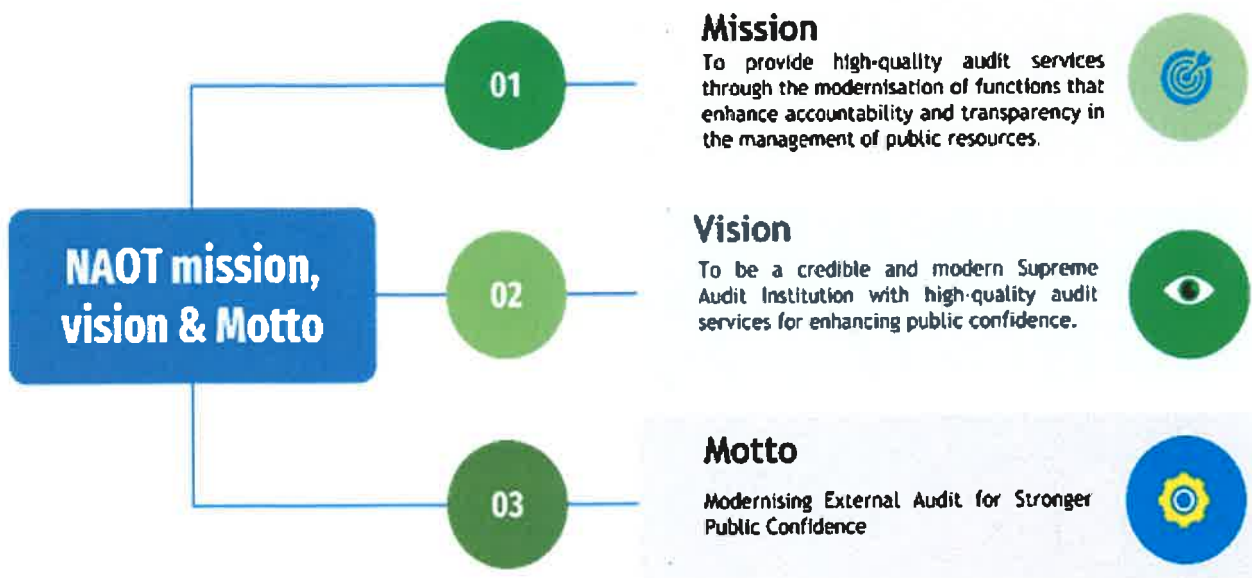 NAOT mission,
vision & Motto
01
Mission
To provide high-quality audit services
through the modernisation of functions that
enhance accountability and transparency in
the management of public resources.
02
Vision
To be a credible and modern Supreme
Audit Institution with high-quality audit
services for enhancing public confidence.
03
Motto
Modernising External Audit for Stronger
Public Confidence